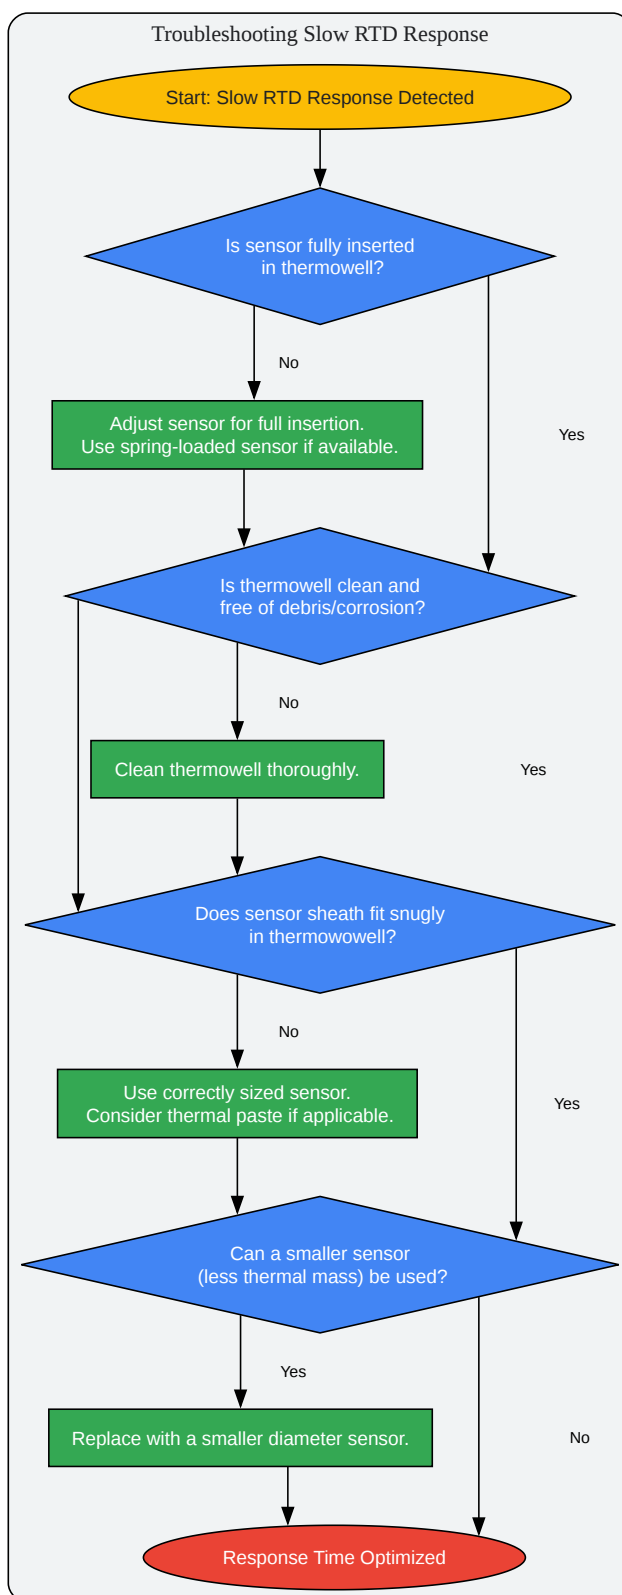 Troubleshooting Slow RTD Response
Start: Slow RTD Response Detected
Is sensor fully inserted
in thermowell?
No
Adjust sensor for full insertion.
Use spring-loaded sensor if available.
Yes
Is thermowell clean and
free of debris/corrosion?
No
Clean thermowell thoroughly.
Yes
Does sensor sheath fit snugly
in thermowowell?
No
Use correctly sized sensor.
Consider thermal paste if applicable.
Yes
Can a smaller sensor
(less thermal mass) be used?
Yes
Replace with a smaller diameter sensor.
No
Response Time Optimized